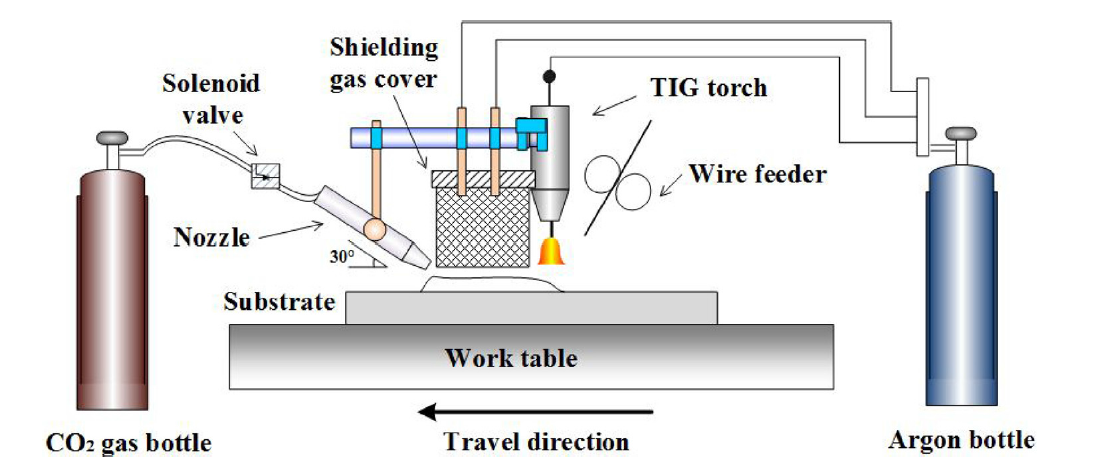 Shielding
gas cover
Solenoid
valve
TIG torch
Wire feeder
Nozzle
30°
Substrate
Work table
CO₂ gas bottle
Travel direction
Argon bottle